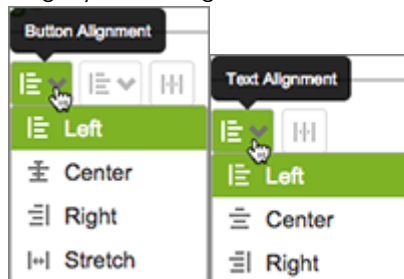 Button Alignment
Left
Center
Right
Stretch
Text Alignment
Left
Center
Right